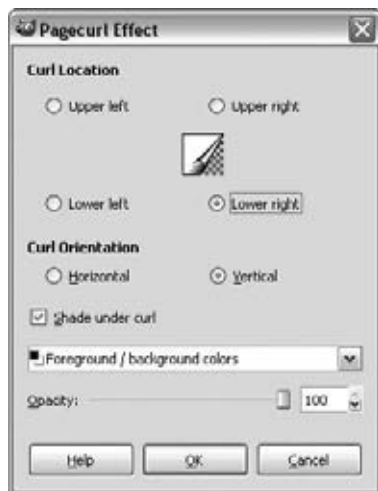 Pagecurl Effect
Curl Location
Upper left Upper right
Lower left Lower right
Curl Orientation
Horizontal Vertical
Shade under curl
Foreground / background colors
Opacity: 100
Help OK Cancel